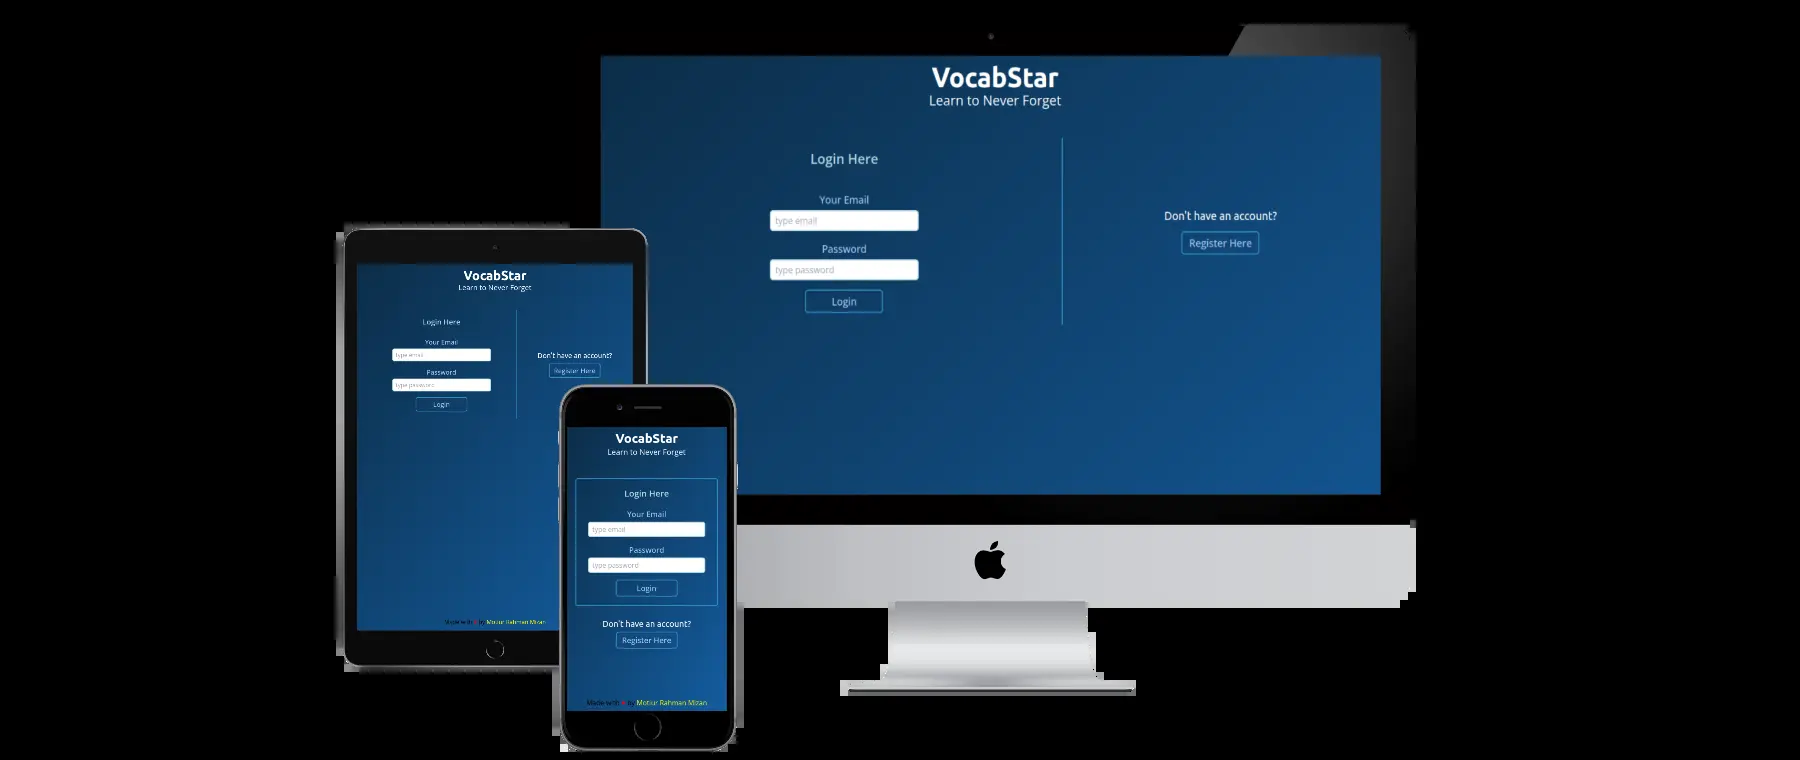 VocabStar
Learn to Never Forget
Login Here
Your Email
type email
Password
type password
Login
Don't have an account?
Register Here
VocabStar
Learn to Never Forget
Login Here
Your Email
type email
Password
type password
Login
Don't have an account?
Register Here
Made with by Motiur Rahman Mizan
VocabStar
Learn to Never Forget
Login Here
Your Email
type email
Password
type password
Login
Don't have an account?
Register Here
Made with by Motiur Rahman Mizan